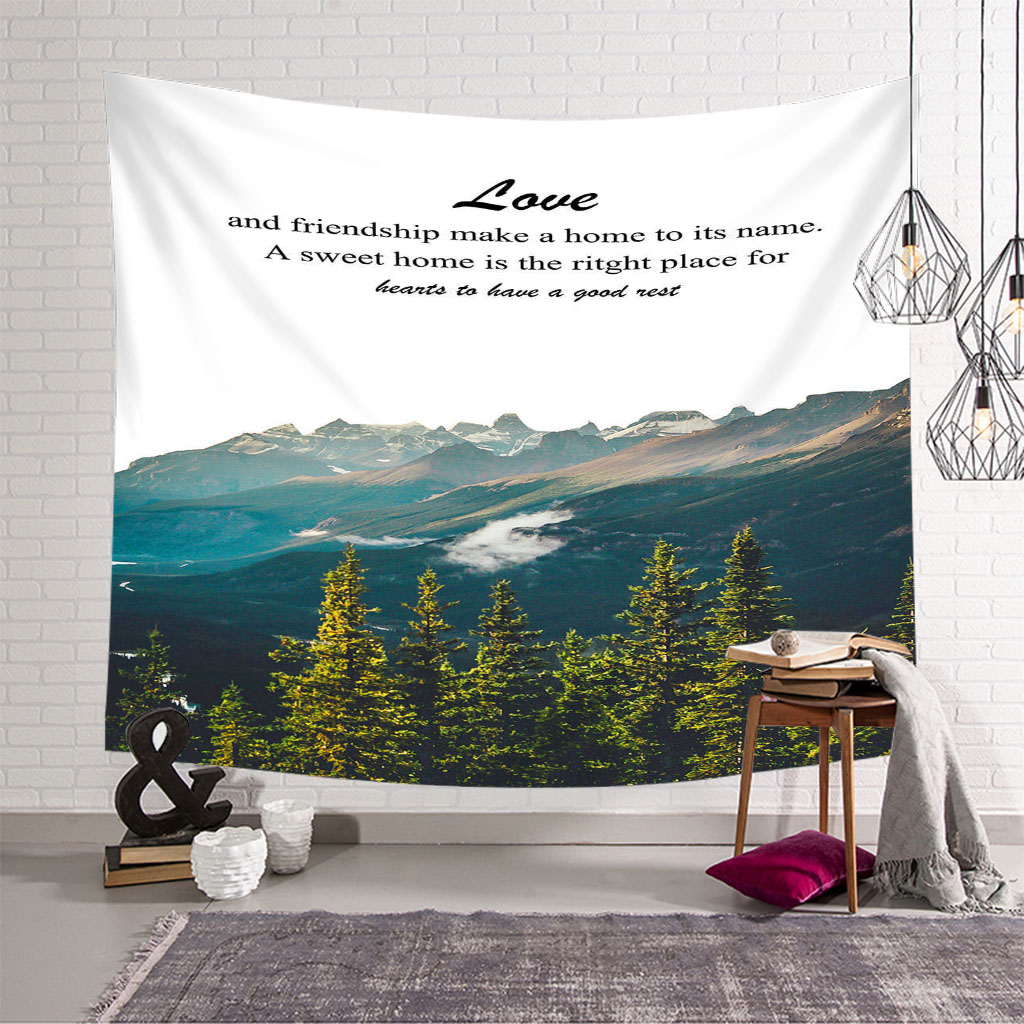 Love
and friendship make a home to its name.
A sweet home is the ritght place for
hearts to have a good rest
&